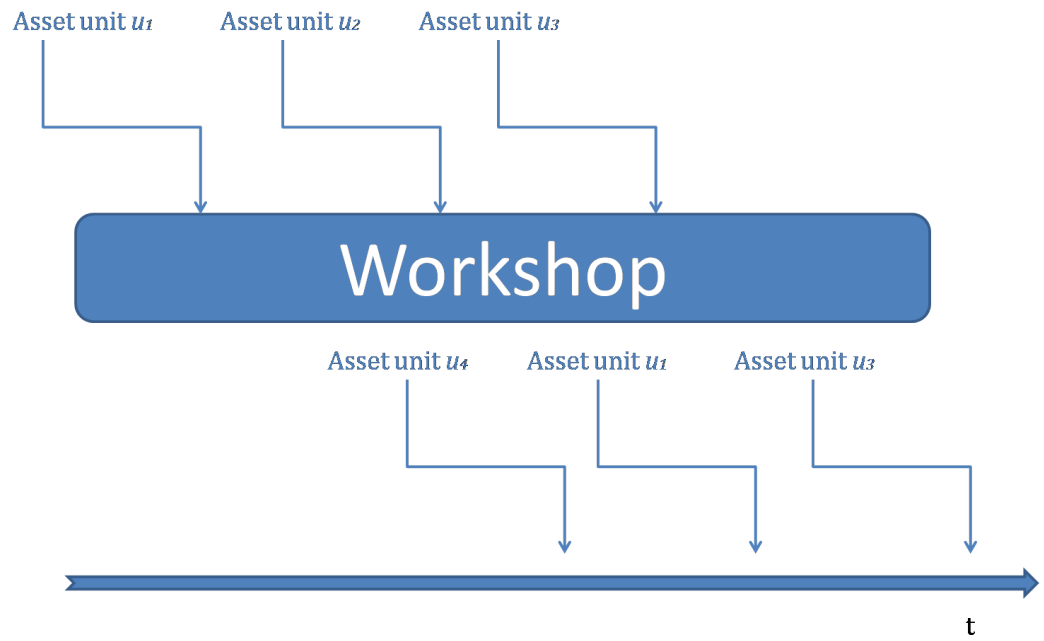 Asset unit u₁ Asset unit u₂ Asset unit u₃
Workshop
Asset unit u₄ Asset unit u₁ Asset unit u₃
t